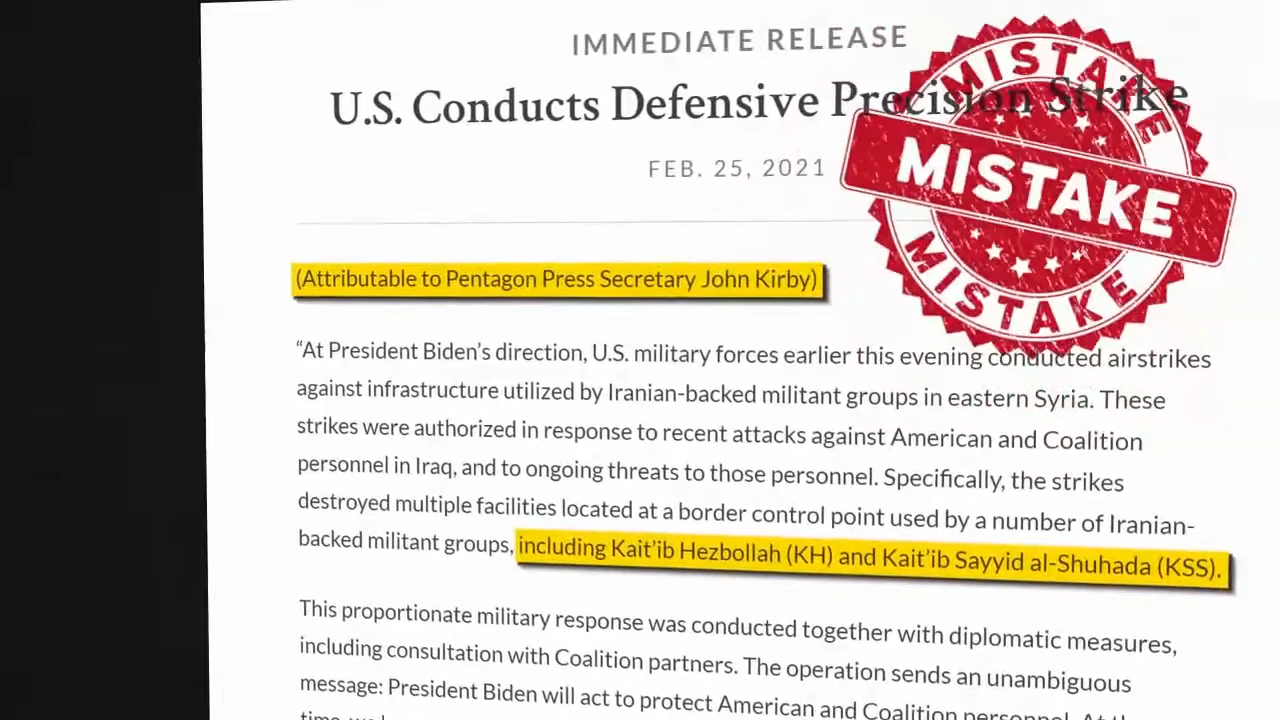 IMMEDIATE RELEASE
U.S. Conducts Defensive Precision Strike
FEB. 25, 2021
MISTAKE
MISTAKE
MISTAKE
(Attributable to Pentagon Press Secretary John Kirby)
“At President Biden’s direction, U.S. military forces earlier this evening conducted airstrikes
against infrastructure utilized by Iranian-backed militant groups in eastern Syria. These
strikes were authorized in response to recent attacks against American and Coalition
personnel in Iraq, and to ongoing threats to those personnel. Specifically, the strikes
destroyed multiple facilities located at a border control point used by a number of Iranian-
backed militant groups, including Kait’ib Hezbollah (KH) and Kait’ib Sayyid al-Shuhada (KSS).
This proportionate military response was conducted together with diplomatic measures,
including consultation with Coalition partners. The operation sends an unambiguous
message: President Biden will act to protect American and Coalition personnel. At the